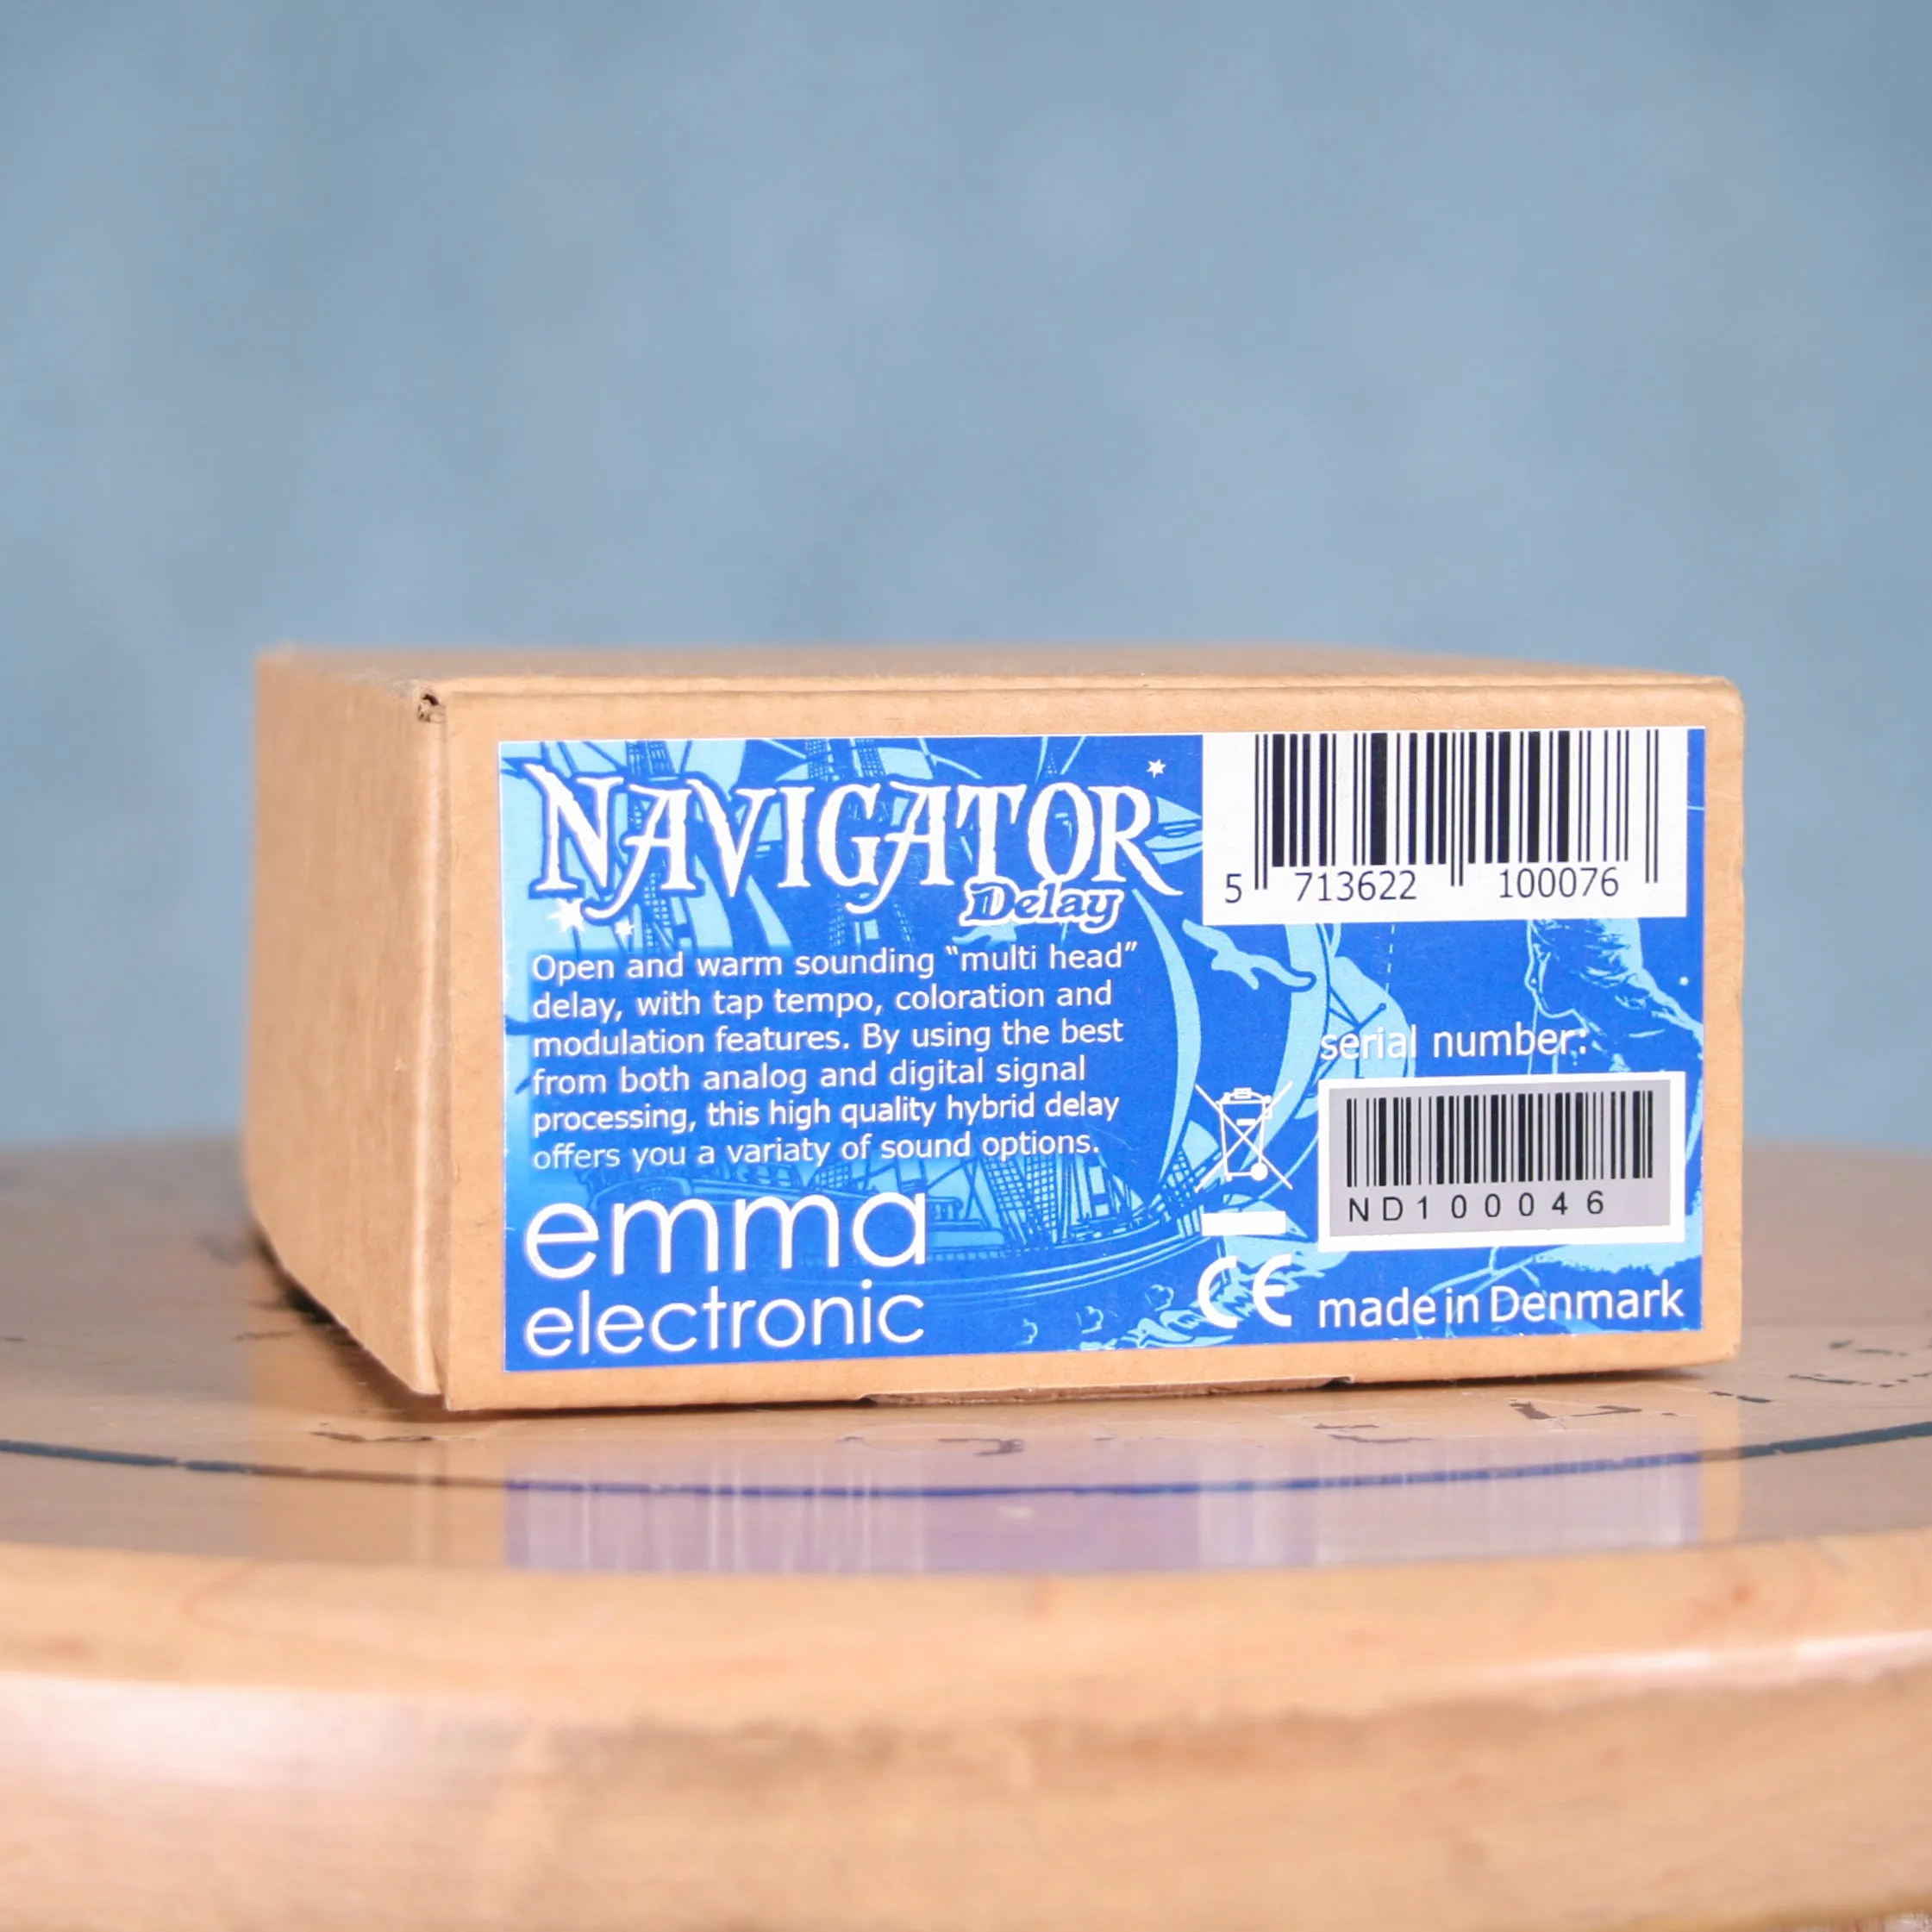 NAVIGATOR
Delay
Open and warm sounding “multi head”
delay, with tap tempo, coloration and
modulation features. By using the best
from both analog and digital signal
processing, this high quality hybrid delay
offers you a variaty of sound options.
emma
electronic
5 713622 100076
serial number:
ND100046
CE
made in Denmark